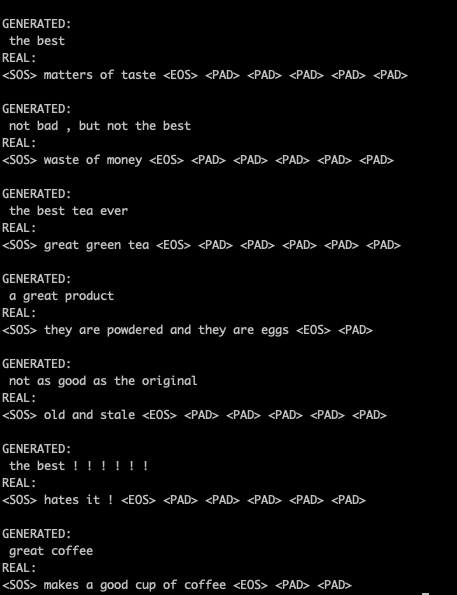 GENERATED:
the best
REAL:
<SOS> matters of taste <EOS> <PAD> <PAD> <PAD> <PAD> <PAD>
GENERATED:
not bad , but not the best
REAL:
<SOS> waste of money <EOS> <PAD> <PAD> <PAD> <PAD> <PAD>
GENERATED:
the best tea ever
REAL:
<SOS> great green tea <EOS> <PAD> <PAD> <PAD> <PAD> <PAD>
GENERATED:
a great product
REAL:
<SOS> they are powdered and they are eggs <EOS> <PAD>
GENERATED:
not as good as the original
REAL:
<SOS> old and stale <EOS> <PAD> <PAD> <PAD> <PAD> <PAD>
GENERATED:
the best ! ! ! ! ! !
REAL:
<SOS> hates it ! <EOS> <PAD> <PAD> <PAD> <PAD> <PAD>
GENERATED:
great coffee
REAL:
<SOS> makes a good cup of coffee <EOS> <PAD> <PAD>